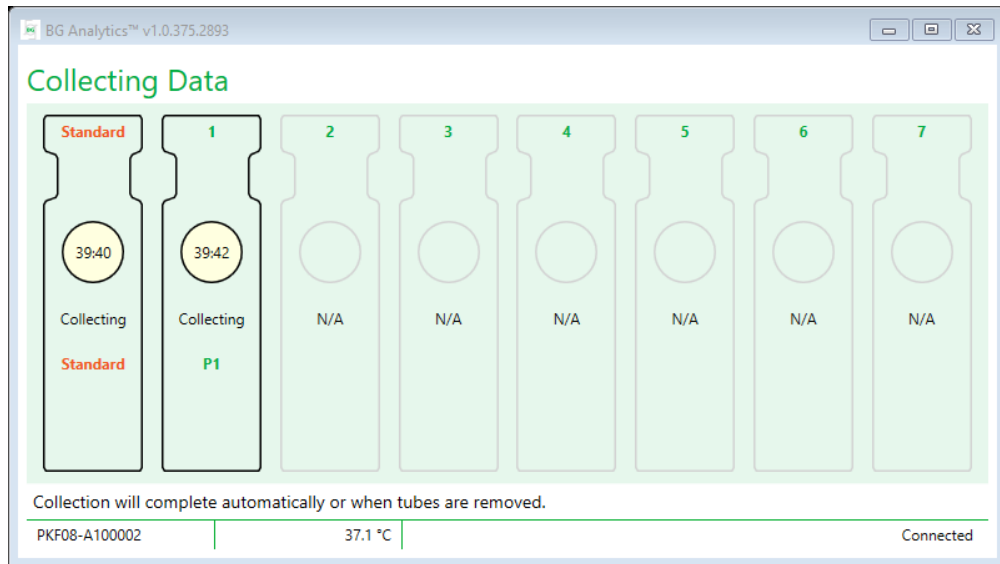 BG Analytics™ v1.0.375.2893
Collecting Data
Standard 1 2 3 4 5 6 7
39:40 39:42
Collecting Collecting N/A N/A N/A N/A N/A N/A
Standard P1
Collection will complete automatically or when tubes are removed.
PKF08-A100002 37.1 °C Connected